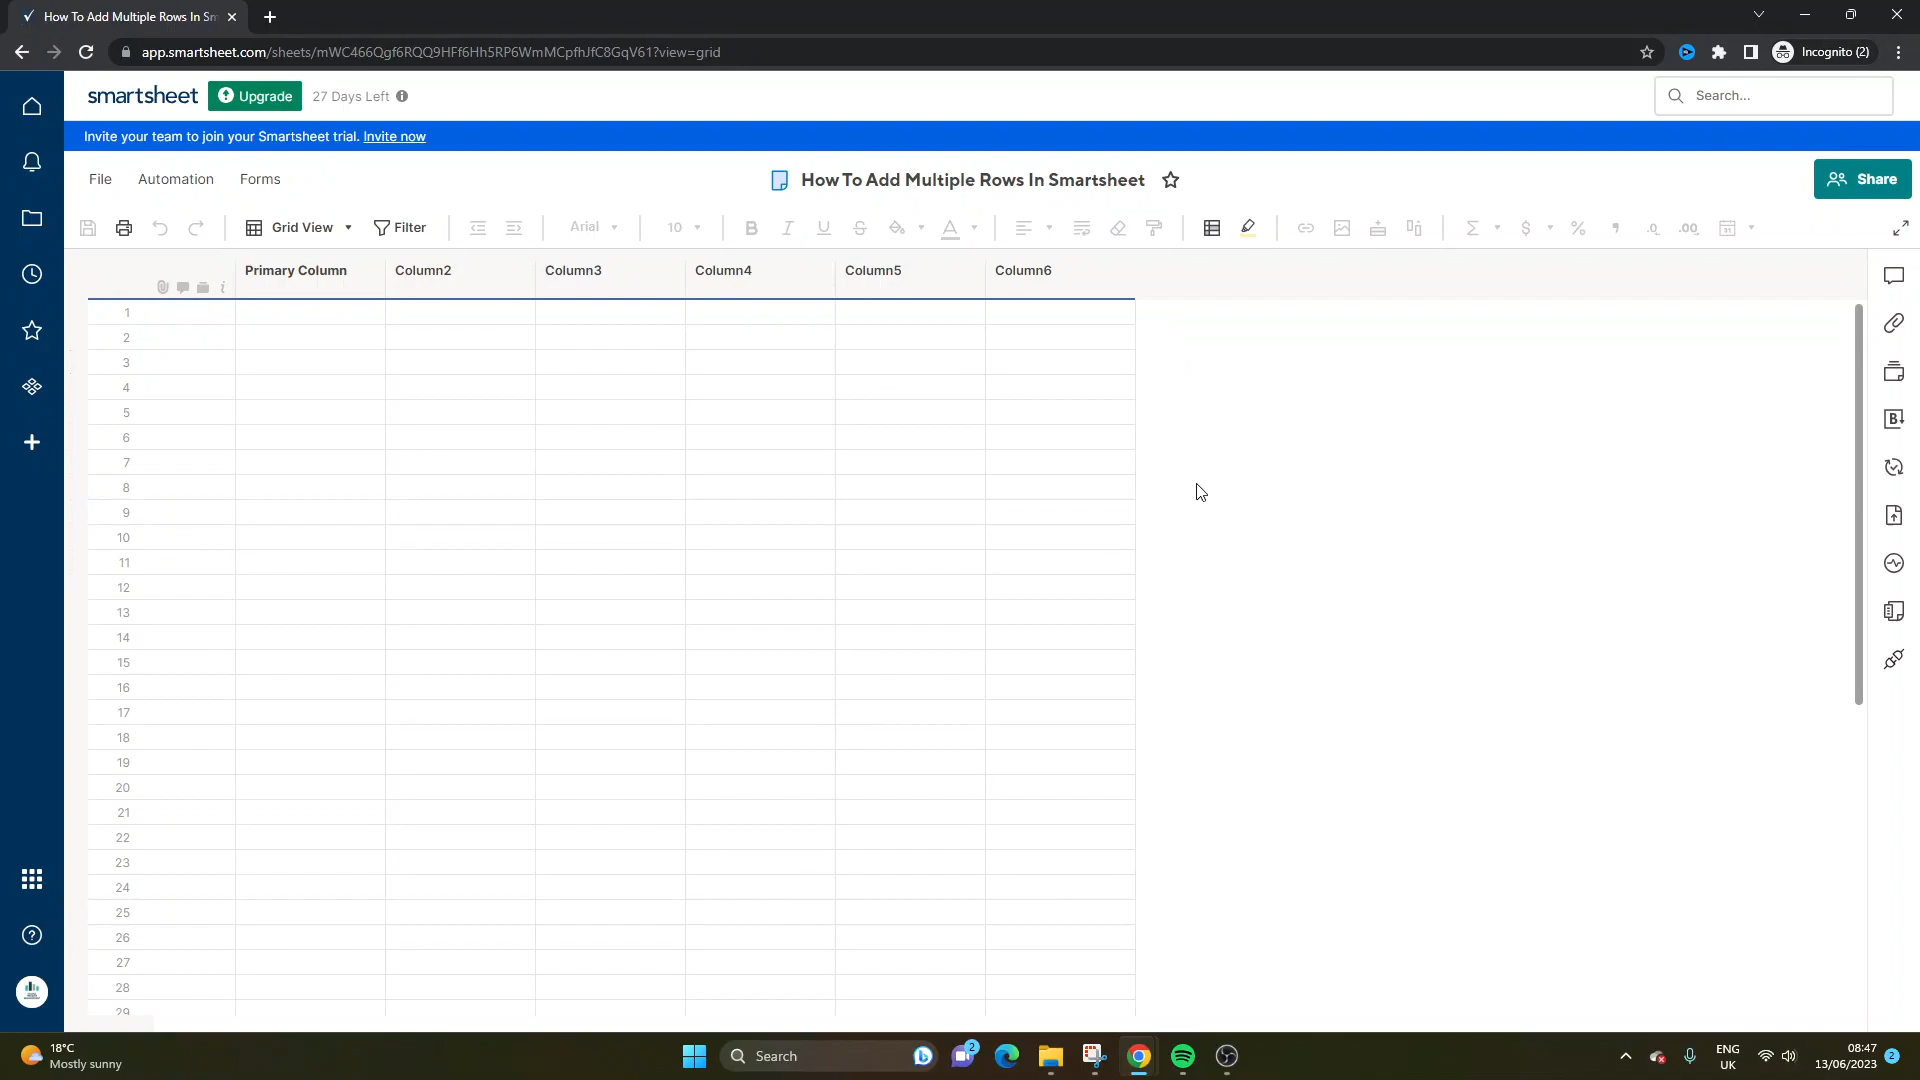 How To Add Multiple Rows In Sm
app.smartsheet.com/sheets/mWC466Qgf6RQQ9HFf6Hh5RP6WmMCpfhJfC8GqV61?view=grid
Incognito (2)
smartsheet
Upgrade
27 Days Left
Search...
Invite your team to join your Smartsheet trial. Invite now
File Automation Forms
How To Add Multiple Rows In Smartsheet
Share
Grid View
Filter
Arial
10
Primary Column Column2 Column3 Column4 Column5 Column6
1
2
3
4
5
6
7
8
9
10
11
12
13
14
15
16
17
18
19
20
21
22
23
24
25
26
27
28
29
18°C
Mostly sunny
Search
2
ENG
UK
08:47
13/06/2023
2